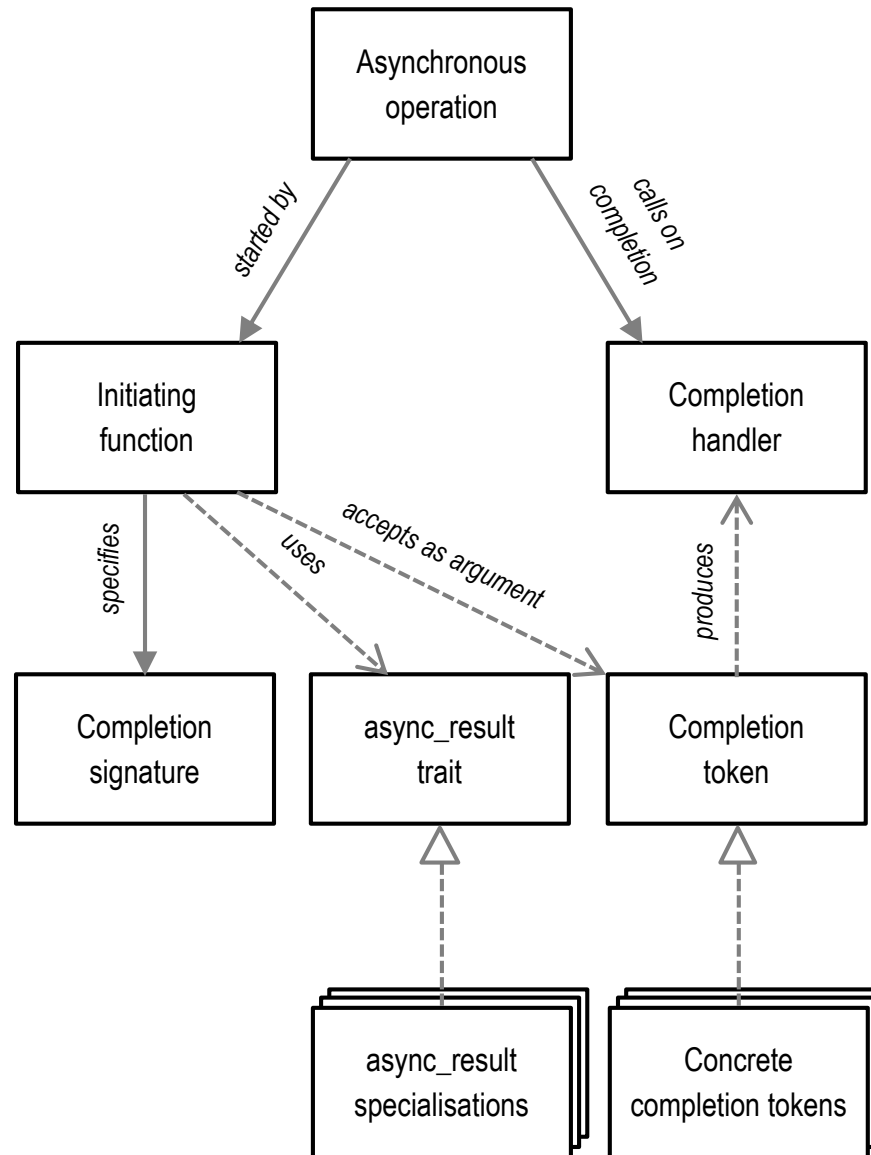 Asynchronous
operation
started by
calls on
completion
Initiating
function
Completion
handler
specifies
uses
accepts as argument
produces
Completion
signature
async_result
trait
Completion
token
async_result
specialisations
Concrete
completion tokens